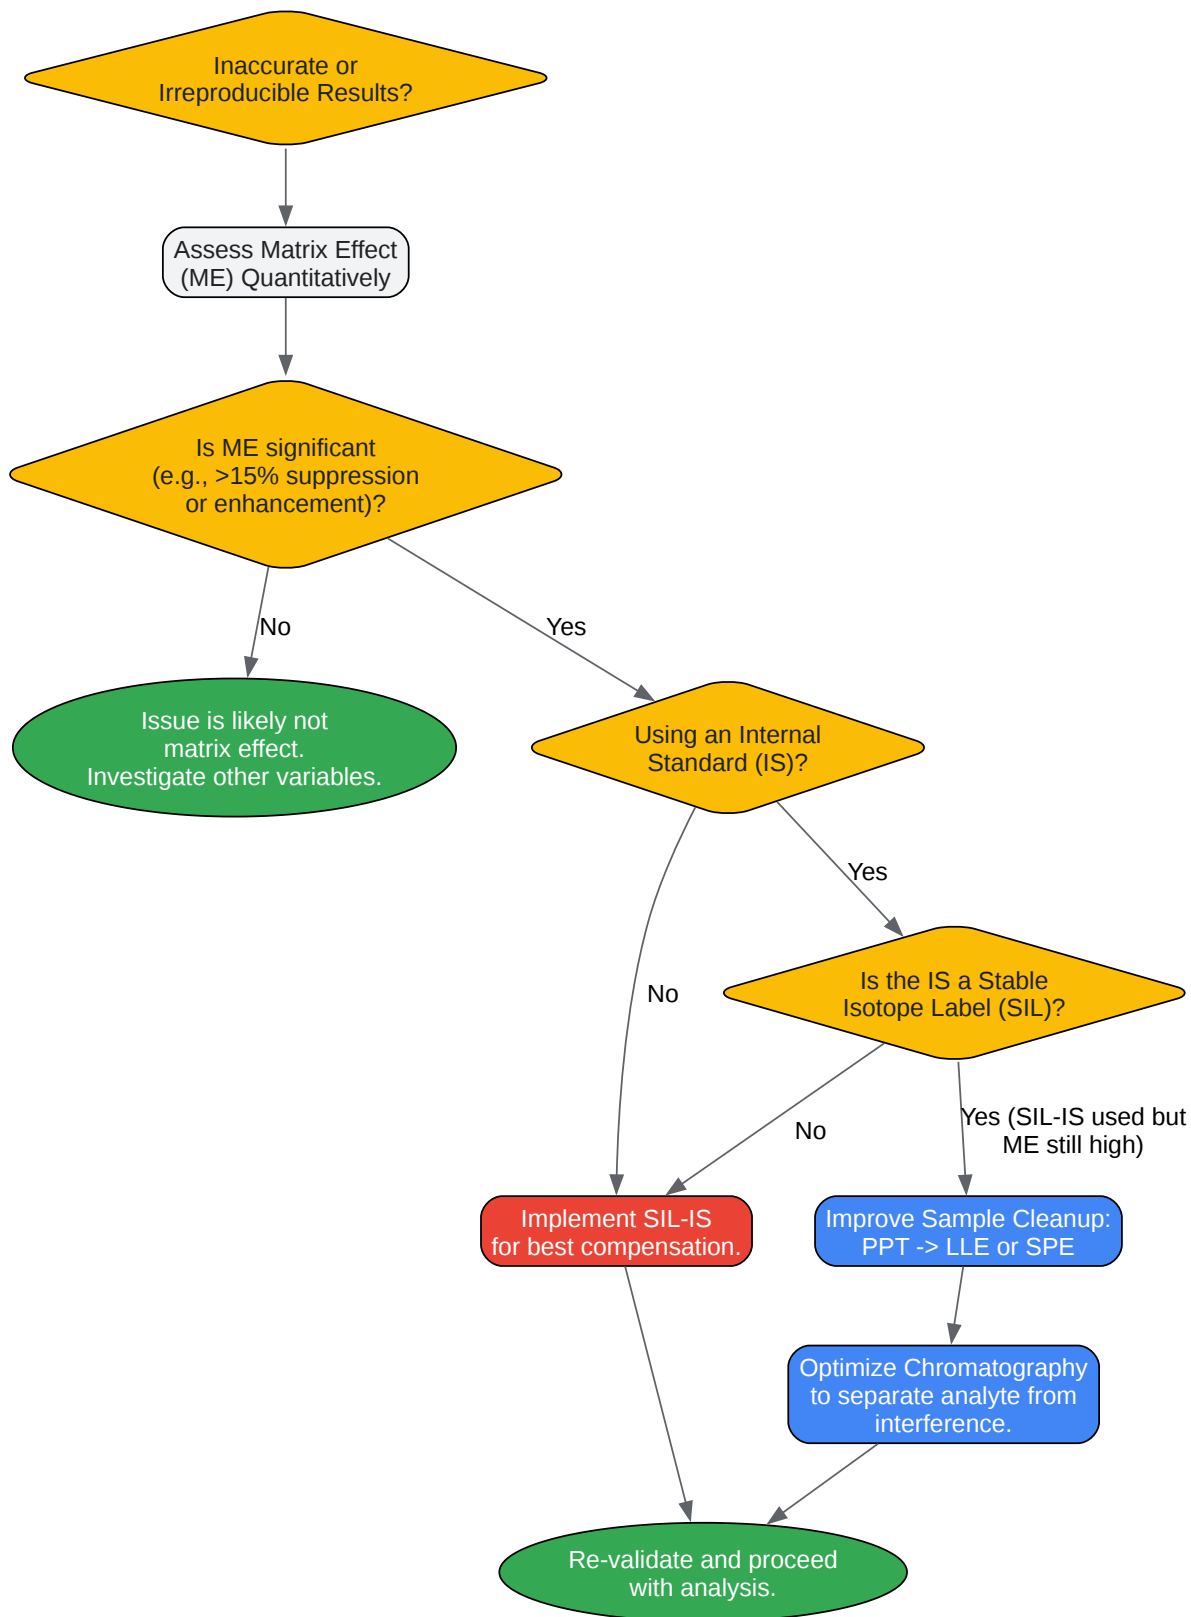 Inaccurate or
Irreproducible Results?
Assess Matrix Effect
(ME) Quantitatively
Is ME significant
(e.g., >15% suppression
or enhancement)?
No
Yes
Issue is likely not
matrix effect.
Investigate other variables.
Using an Internal
Standard (IS)?
Yes
No
Is the IS a Stable
Isotope Label (SIL)?
No
Yes (SIL-IS used but
ME still high)
Implement SIL-IS
for best compensation.
Improve Sample Cleanup:
PPT -> LLE or SPE
Optimize Chromatography
to separate analyte from
interference.
Re-validate and proceed
with analysis.